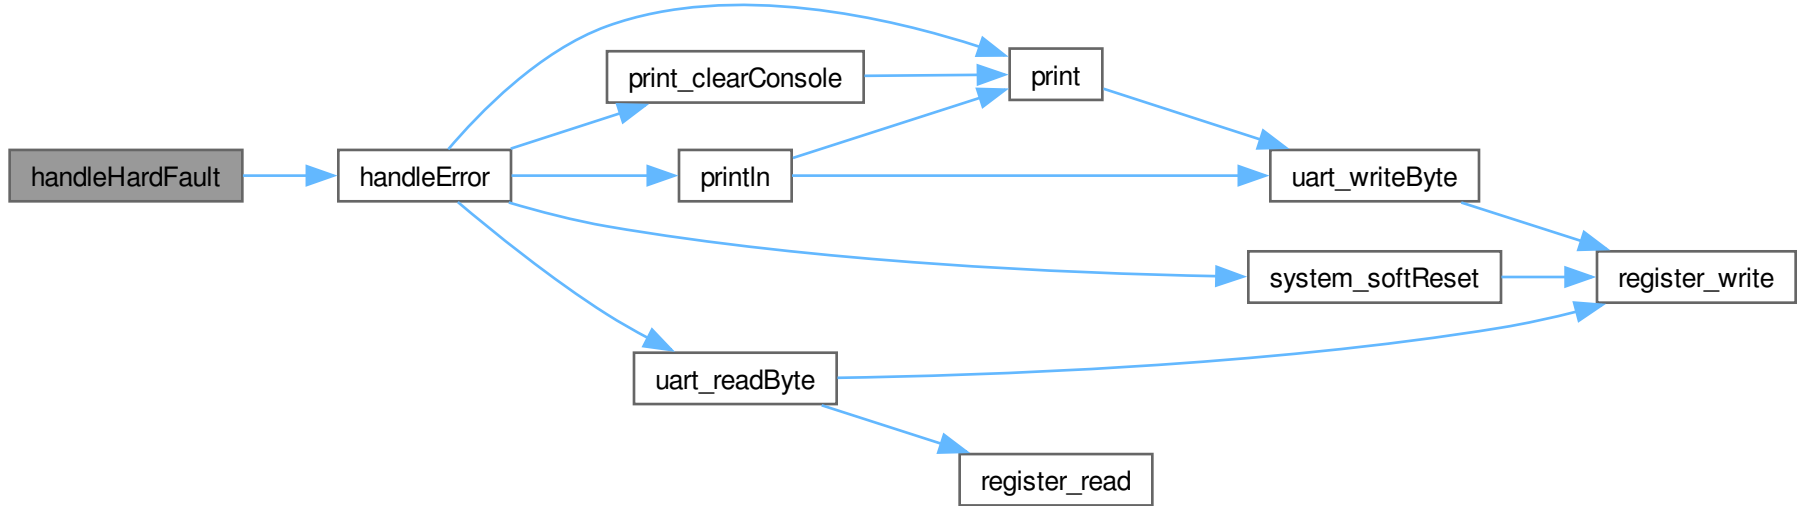 handleHardFault
handleError
print_clearConsole
println
print
uart_writeByte
system_softReset
register_write
uart_readByte
register_read